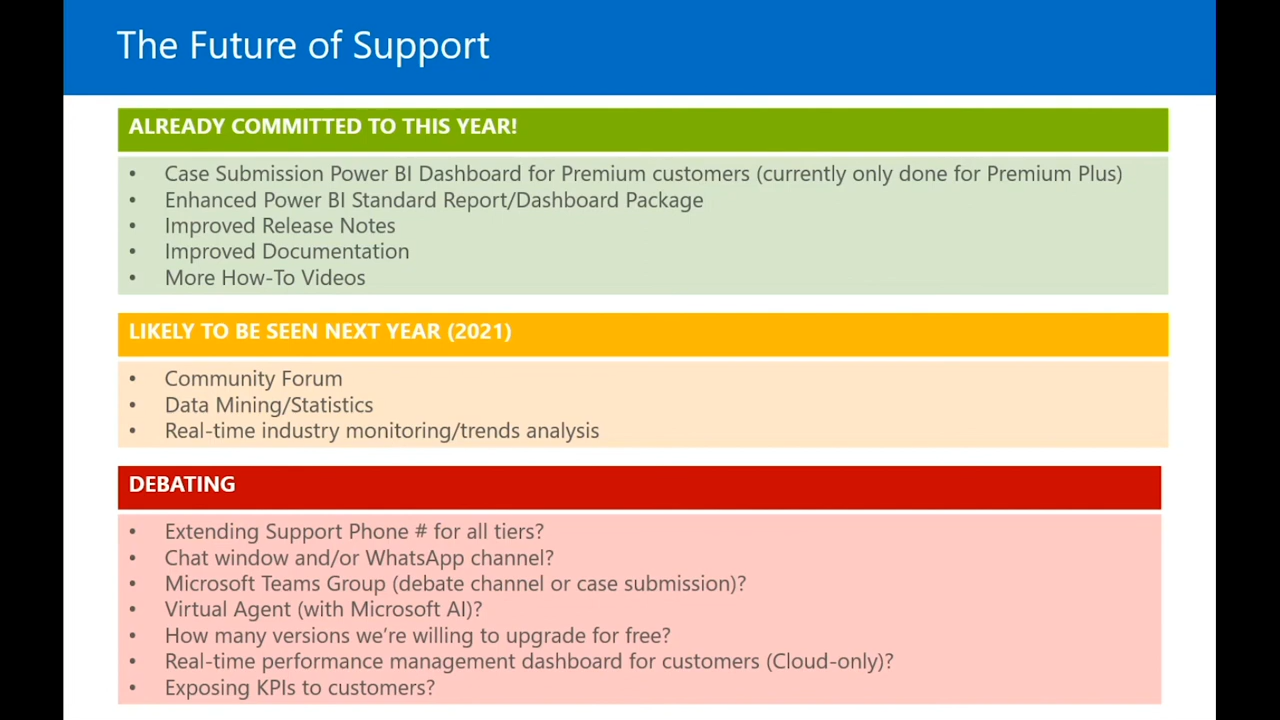 The Future of Support
ALREADY COMMITTED TO THIS YEAR!
• Case Submission Power BI Dashboard for Premium customers (currently only done for Premium Plus)
• Enhanced Power BI Standard Report/Dashboard Package
• Improved Release Notes
• Improved Documentation
• More How-To Videos
LIKELY TO BE SEEN NEXT YEAR (2021)
• Community Forum
• Data Mining/Statistics
• Real-time industry monitoring/trends analysis
DEBATING
• Extending Support Phone # for all tiers?
• Chat window and/or WhatsApp channel?
• Microsoft Teams Group (debate channel or case submission)?
• Virtual Agent (with Microsoft AI)?
• How many versions we're willing to upgrade for free?
• Real-time performance management dashboard for customers (Cloud-only)?
• Exposing KPIs to customers?